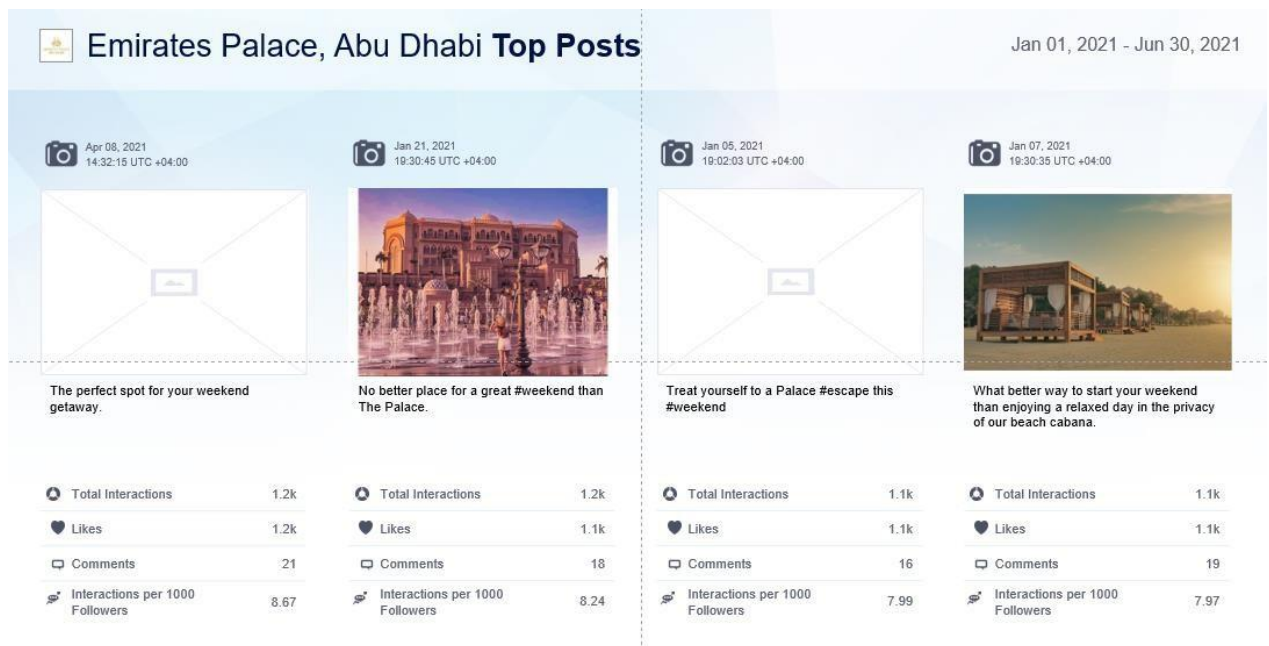 Emirates Palace, Abu Dhabi Top Posts
Jan 01, 2021 - Jun 30, 2021
Apr 08, 2021
14:32:15 UTC +04:00
The perfect spot for your weekend
getaway.
Total Interactions 1.2k
Likes 1.2k
Comments 21
Interactions per 1000
Followers
8.67
Jan 21, 2021
19:30:45 UTC +04:00
No better place for a great #weekend than
The Palace.
Total Interactions 1.2k
Likes 1.1k
Comments 18
Interactions per 1000
Followers
8.24
Jan 05, 2021
19:02:03 UTC +04:00
Treat yourself to a Palace #escape this
#weekend
Total Interactions 1.1k
Likes 1.1k
Comments 16
Interactions per 1000
Followers
7.99
Jan 07, 2021
19:30:35 UTC +04:00
What better way to start your weekend
than enjoying a relaxed day in the privacy
of our beach cabana.
Total Interactions 1.1k
Likes 1.1k
Comments 19
Interactions per 1000
Followers
7.97